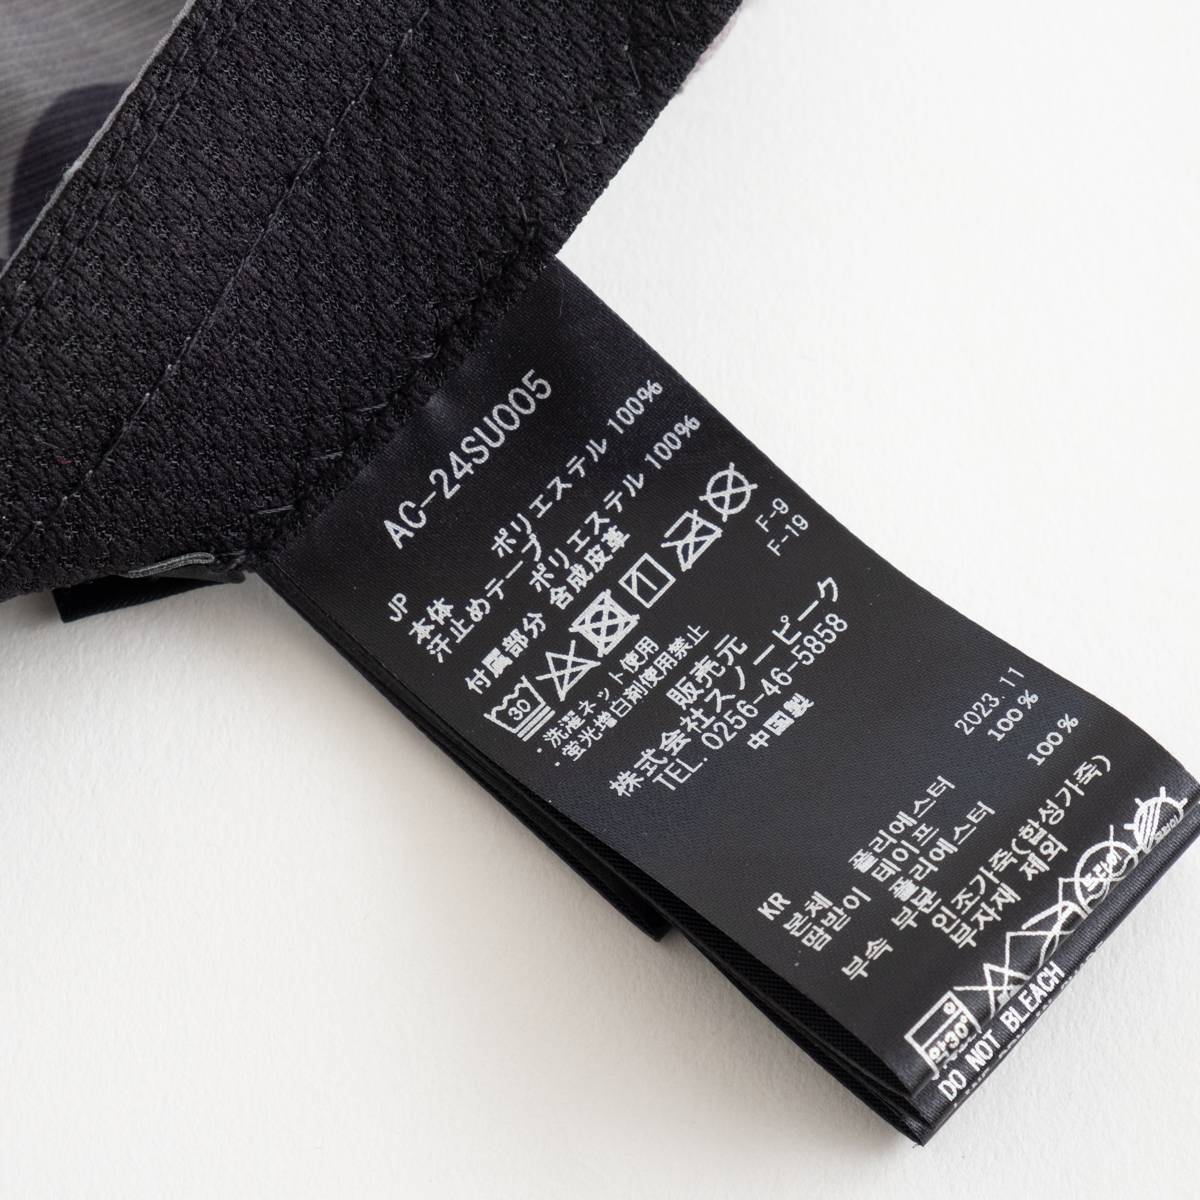 AC-24SU005
JP
本体 ポリエステル 100%
汗止めテープ ポリエステル 100%
付属部分 合成皮革
30
F-9
F-19
・洗濯ネット使用
・蛍光増白剤使用禁止
販売元
株式会社スノーピーク
TEL. 0256-46-5858
中国製
2023.11
KR
본체 폴리에스터 100%
땀받이 테이프 폴리에스터 100%
부속 부분 인조가죽(합성가죽)
부자재 제외
약30°
DO NOT BLEACH